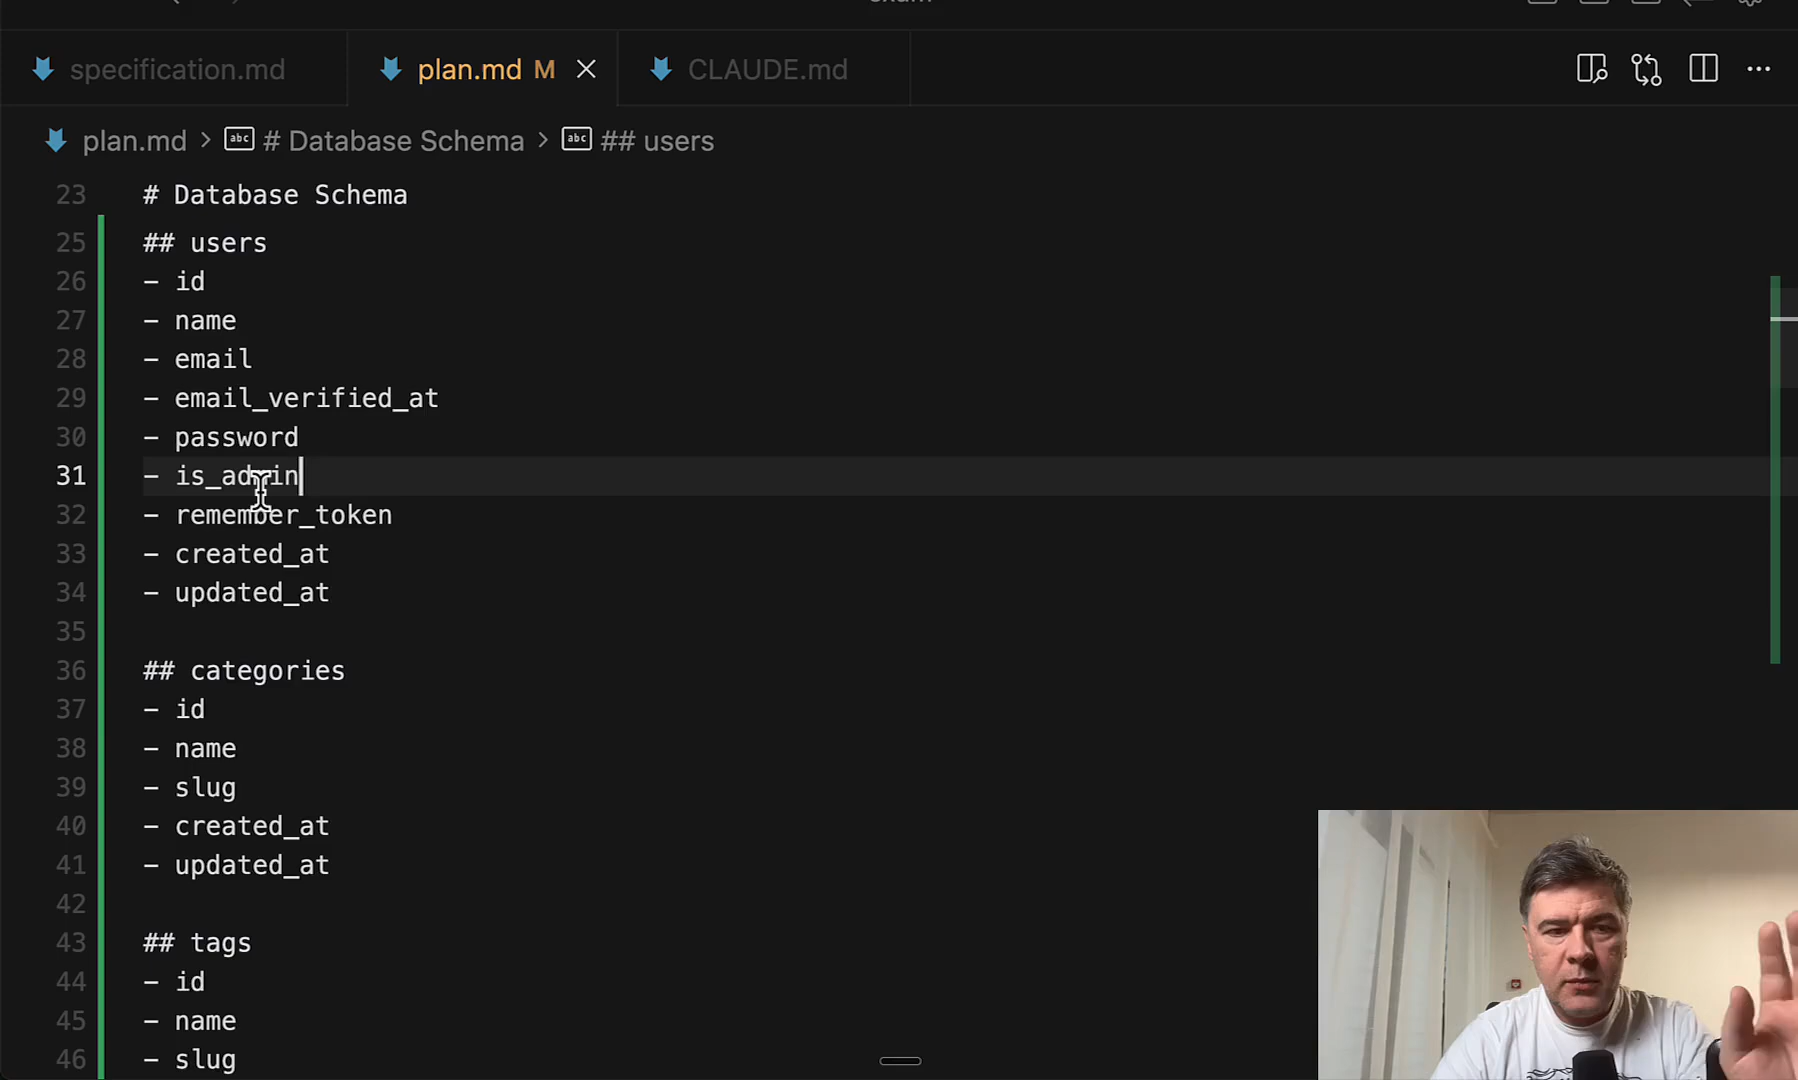 specification.md
plan.md M
CLAUDE.md
plan.md > # Database Schema > ## users
23 # Database Schema
25 ## users
26 - id
27 - name
28 - email
29 - email_verified_at
30 - password
31 - is_admin
32 - remember_token
33 - created_at
34 - updated_at
35
36 ## categories
37 - id
38 - name
39 - slug
40 - created_at
41 - updated_at
42
43 ## tags
44 - id
45 - name
46 - slug